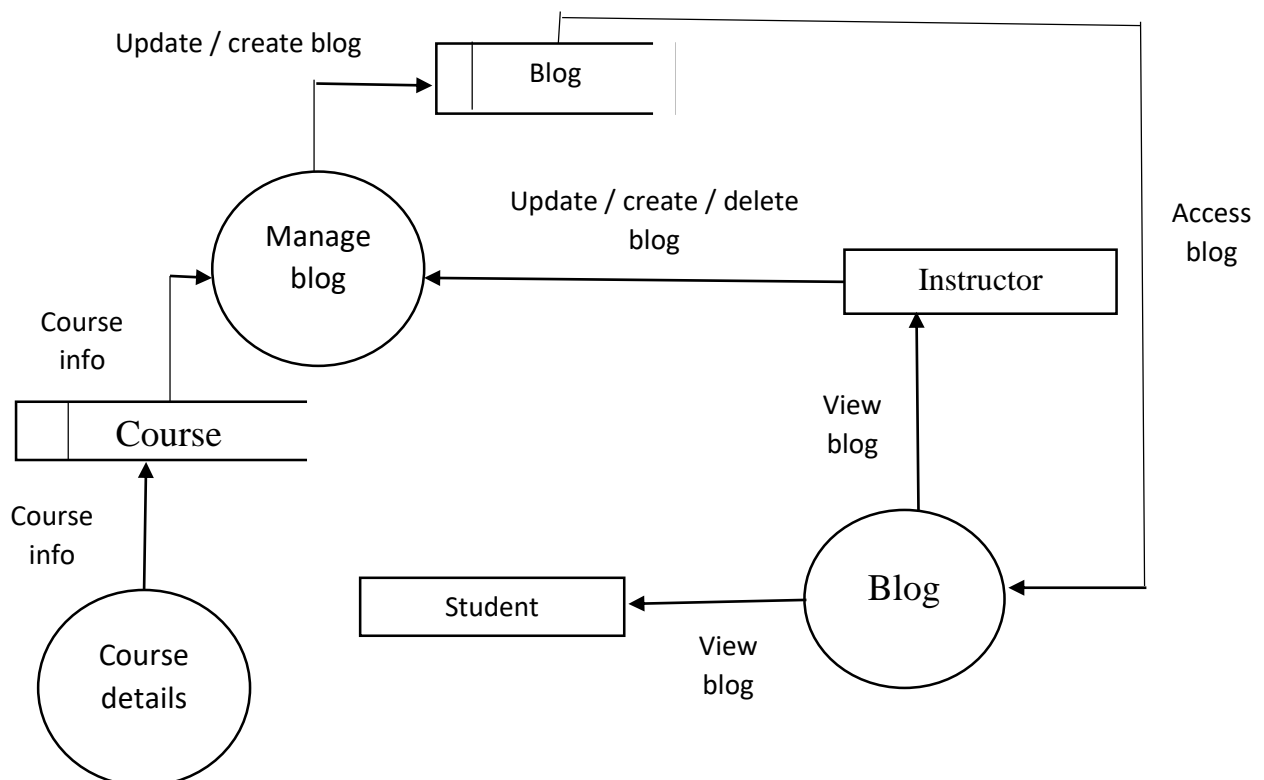 Update / create blog
Blog
Update / create / delete
blog
Access
blog
Manage
blog
Instructor
Course
info
View
blog
Course
Course
info
Blog
Student
View
blog
Course
details